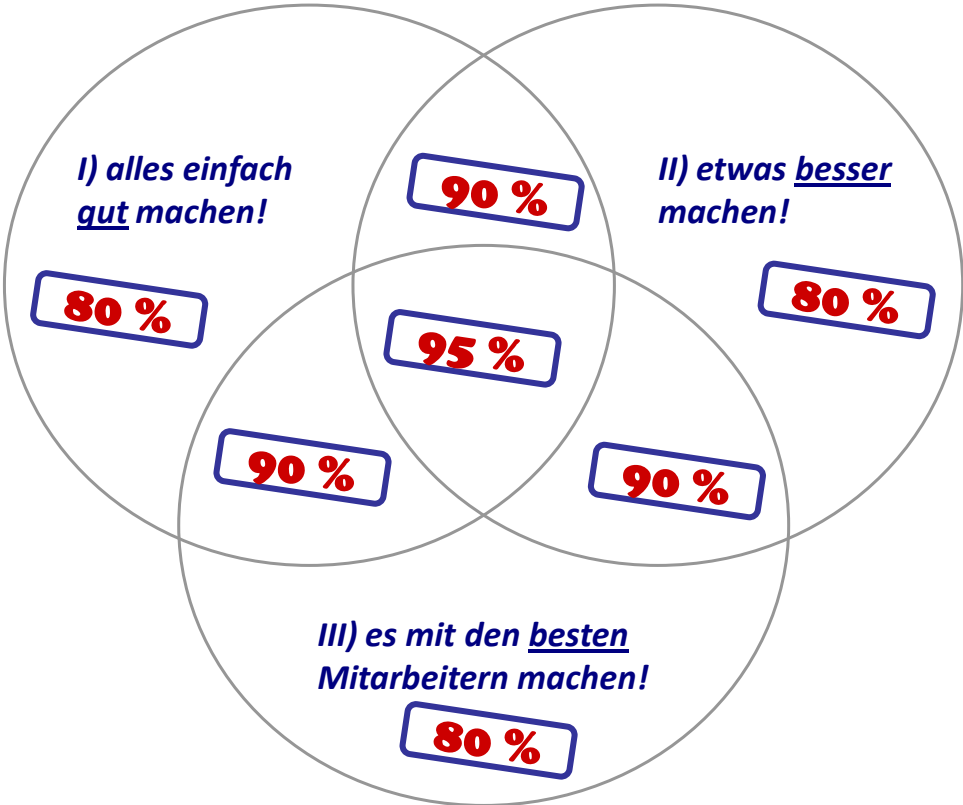 I) alles einfach
gut machen!
90 %
II) etwas besser
machen!
80 %
80 %
95 %
90 %
90 %
III) es mit den besten
Mitarbeitern machen!
80 %